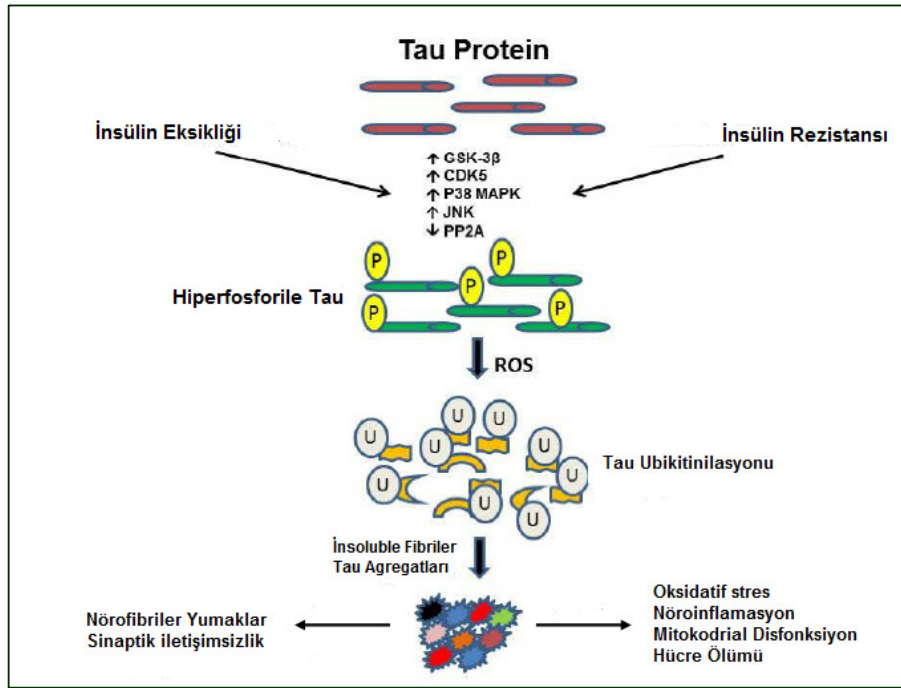 Tau Protein
İnsülin Eksikliği
İnsülin Rezistansı
↑ GSK-3β
↑ CDK5
↑ P38 MAPK
↑ JNK
↓ PP2A
P
P
P
P
P
Hiperfosforile Tau
ROS
U
U
U
U
U
U
U
U
U
Tau Ubikitinilasyonu
İnsoluble Fibriler
Tau Agregatları
Nörofibriler Yumaklar
Sinaptik iletişimsizlik
Oksidatif stres
Nöroinflamasyon
Mitokodrial Disfonksiyon
Hücre Ölümü